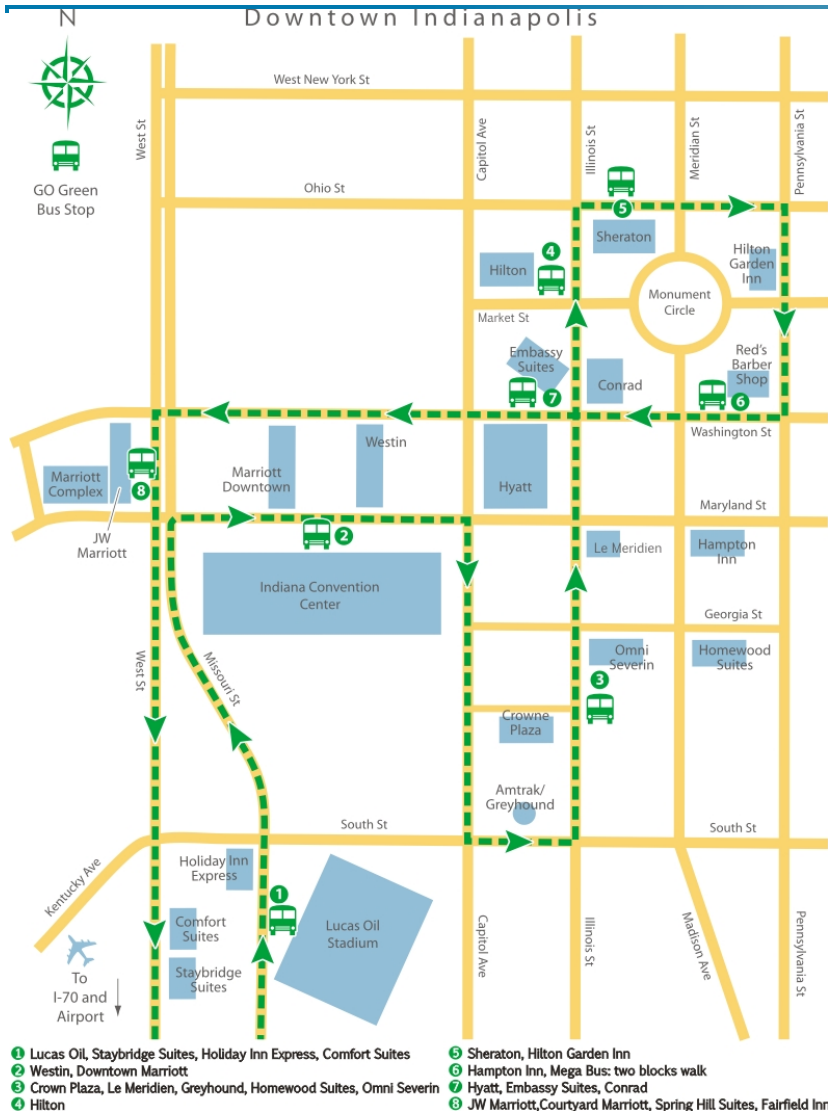 Downtown Indianapolis
N
GO Green
Bus Stop
West New York St
West St
Capitol Ave
Illinois St
Meridian St
Pennsylvania St
Ohio St
5
Sheraton
4
Hilton
Hilton
Garden
Inn
Monument
Circle
Market St
Embassy
Suites
7
Conrad
Red's
Barber
Shop
6
Washington St
Westin
Marriott
Downtown
Hyatt
Marriott
Complex
8
JW
Marriott
Maryland St
2
Le Meridien
Hampton
Inn
Indiana Convention
Center
Georgia St
West St
Missouri St
Omni
Severin
Homewood
Suites
3
Crowne
Plaza
Amtrak/
Greyhound
South St
South St
Kentucky Ave
Holiday Inn
Express
1
Comfort
Suites
Lucas Oil
Stadium
Staybridge
Suites
To
I-70 and
Airport
Capitol Ave
Illinois St
Madison Ave
Pennsylvania St
1 Lucas Oil, Staybridge Suites, Holiday Inn Express, Comfort Suites
2 Westin, Downtown Marriott
3 Crown Plaza, Le Meridien, Greyhound, Homewood Suites, Omni Severin
4 Hilton
5 Sheraton, Hilton Garden Inn
6 Hampton Inn, Mega Bus: two blocks walk
7 Hyatt, Embassy Suites, Conrad
8 JW Marriott,Courtyard Marriott, Spring Hill Suites, Fairfield Inn